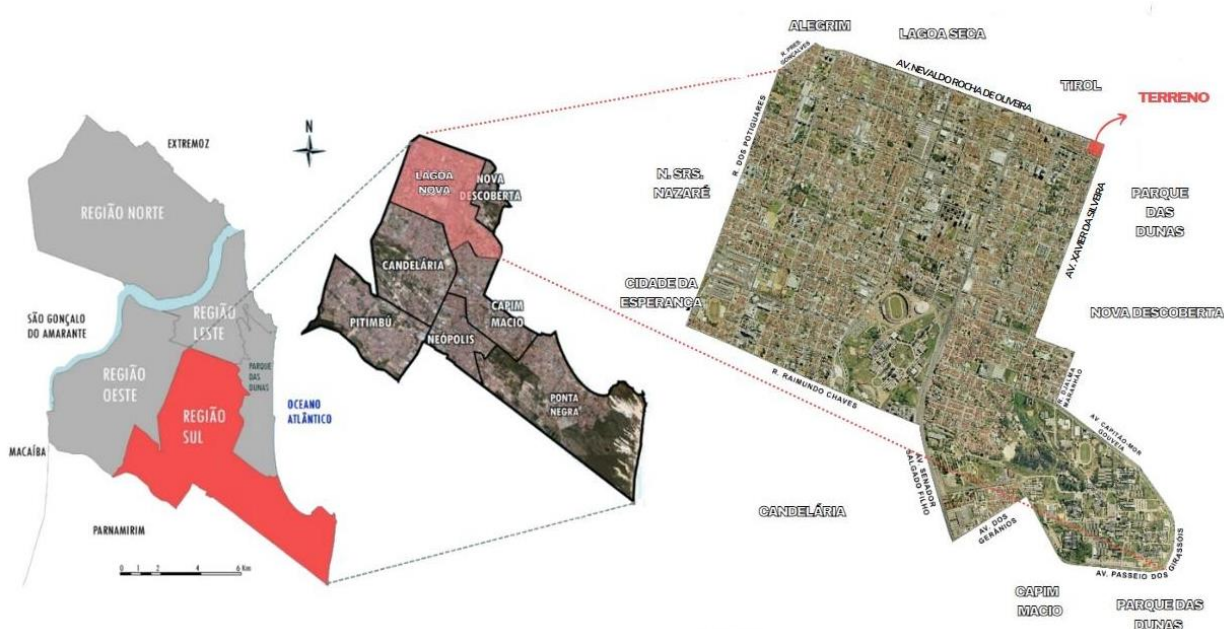 EXTREMOZ
REGIÃO NORTE
SÃO GONÇALO
DO AMARANTE
REGIÃO
LESTE
REGIÃO
OESTE
PARQUE
DAS
DUNAS
REGIÃO
SUL
OCEANO
ATLÂNTICO
MACAÍBA
PARNAMIRIM
0 1 2 4 6 Km
N
LAGOA
NOVA
NOVA
DESCOBERTA
CANDELÁRIA
PITIMBÚ
NEÓPOLIS
CAPIM
MACIO
PONTA
NEGRA
ALEGRIM
LAGOA SECA
R. PRES.
GONÇALVES
AV. NEVALDO ROCHA DE OLIVEIRA
TIROL
TERRENO
R. DOS POTIGUARES
N. SRS.
NAZARÉ
PARQUE
DAS
DUNAS
AV. XAVIER DA SILVEIRA
CIDADE DA
ESPERANÇA
NOVA DESCOBERTA
R. RAIMUNDO CHAVES
R. DJALMA
MARANHÃO
AV CAPITÃO-MOR
GOUVEIA
AV. SENADOR
SALGADO FILHO
CANDELÁRIA
AV. DOS
GERÂNIOS
AV. PASSEIO DOS GIRASSÓIS
CAPIM
MACIO
PARQUE DAS
DUNAS